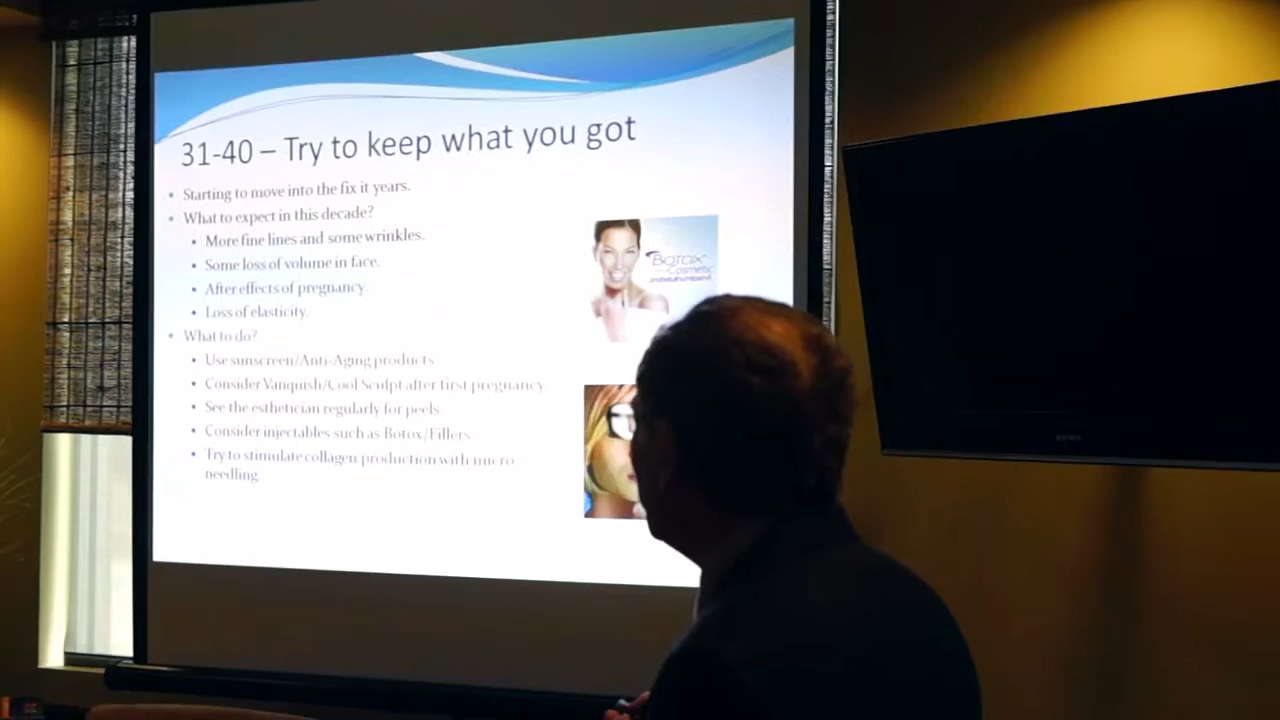 31-40 – Try to keep what you got
• Starting to move into the fix it years.
• What to expect in this decade?
• More fine lines and some wrinkles.
• Some loss of volume in face.
• After effects of pregnancy.
• Loss of elasticity.
• What to do?
• Use sunscreen/Anti-Aging products
• Consider Vanquish/Cool Sculpt after first pregnancy
• See the esthetician regularly for peels.
• Consider injectables such as Botox/Fillers
• Try to stimulate collagen production with micro
needling.
BOTOX
Cosmetic